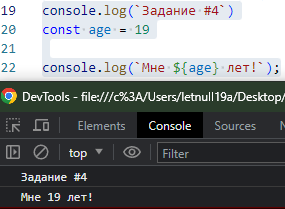 19 console.log(`Задание #4`)
20 const age = 19
21
22 console.log(`Мне ${age} лет!`);
DevTools - file:///c%3A/Users/letnull19a/Desktop/
Elements Console Sources
top Filter
Задание #4
Мне 19 лет!